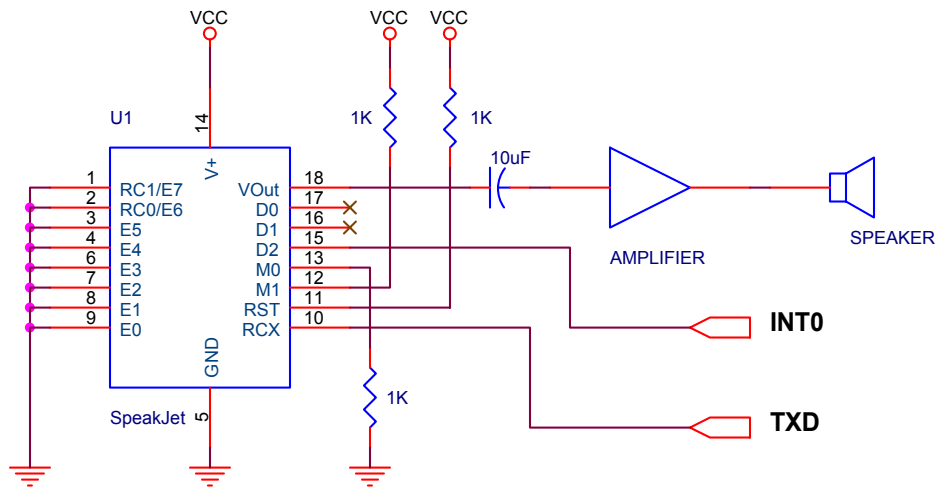 VCC
VCC
VCC
U1
14
1K
1K
10uF
V+
1 RC1/E7 VOut 18
2 RC0/E6 D0 17
3 E5 D1 16
4 E4 D2 15
6 E3 M0 13
7 E2 M1 12
8 E1 RST 11
9 E0 RCX 10
AMPLIFIER
SPEAKER
INT0
GND
1K
SpeakJet
5
TXD